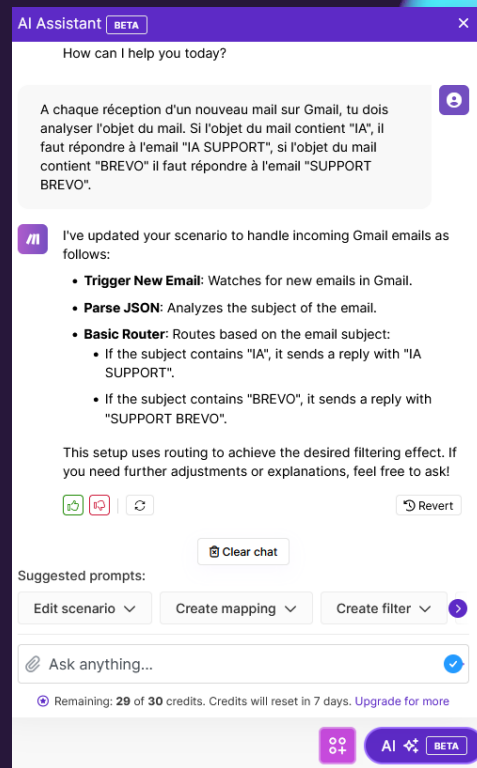 AI Assistant BETA
How can I help you today?
A chaque réception d'un nouveau mail sur Gmail, tu dois
analyser l'objet du mail. Si l'objet du mail contient "IA", il
faut répondre à l'email "IA SUPPORT", si l'objet du mail
contient "BREVO" il faut répondre à l'email "SUPPORT
BREVO".
I've updated your scenario to handle incoming Gmail emails as
follows:
• Trigger New Email: Watches for new emails in Gmail.
• Parse JSON: Analyzes the subject of the email.
• Basic Router: Routes based on the email subject:
• If the subject contains "IA", it sends a reply with "IA
SUPPORT".
• If the subject contains "BREVO", it sends a reply with
"SUPPORT BREVO".
This setup uses routing to achieve the desired filtering effect. If
you need further adjustments or explanations, feel free to ask!
Revert
Clear chat
Suggested prompts:
Edit scenario Create mapping Create filter
Ask anything...
Remaining: 29 of 30 credits. Credits will reset in 7 days. Upgrade for more
AI BETA